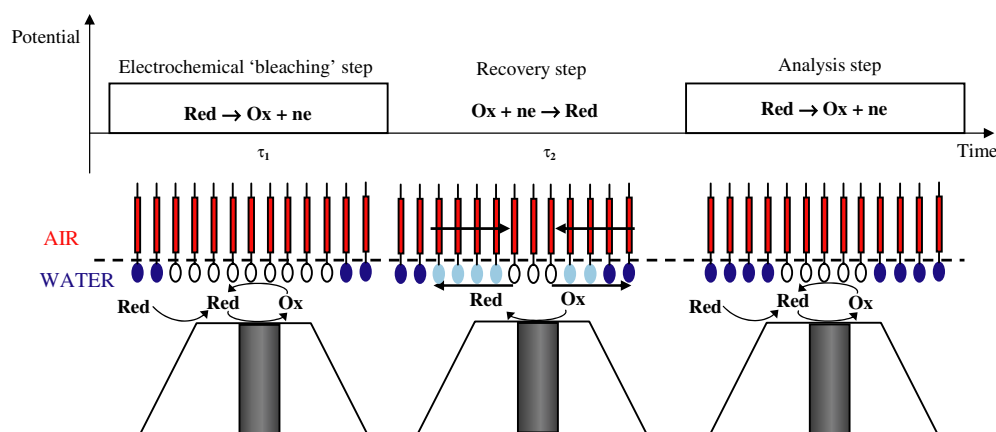 Potential
Electrochemical ‘bleaching’ step
Recovery step
Analysis step
Red → Ox + ne
Ox + ne → Red
Red → Ox + ne
τ1
τ2
Time
AIR
WATER
Red
Red
Ox
Red
Ox
Red
Red
Ox